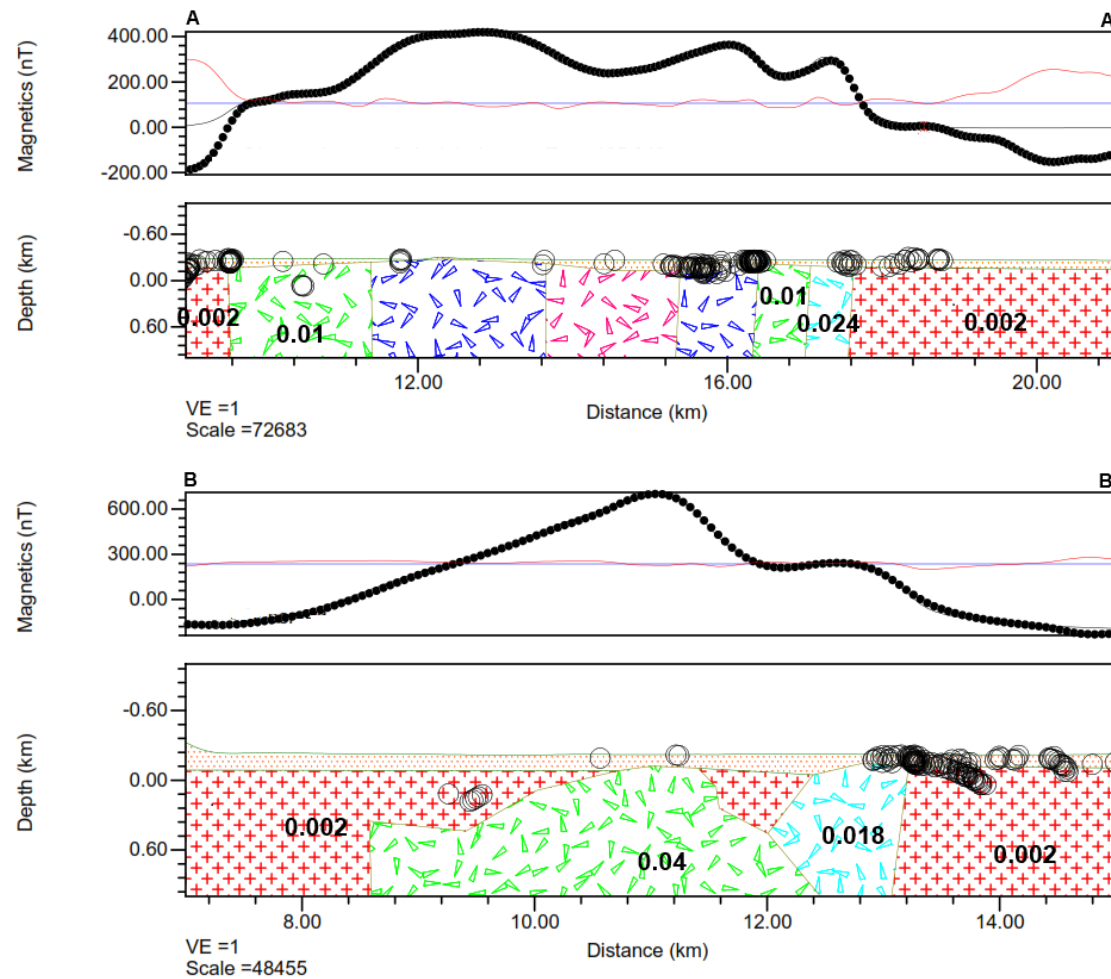 A A
400.00
200.00
0.00
-200.00
Magnetics (nT)
-0.60
0.00
0.60
Depth (km)
0.002 0.01 0.01 0.024 0.002
12.00 16.00 20.00
Distance (km)
VE =1
Scale =72683
B B
600.00
300.00
0.00
Magnetics (nT)
-0.60
0.00
0.60
Depth (km)
0.002 0.04 0.018 0.002
8.00 10.00 12.00 14.00
Distance (km)
VE =1
Scale =48455